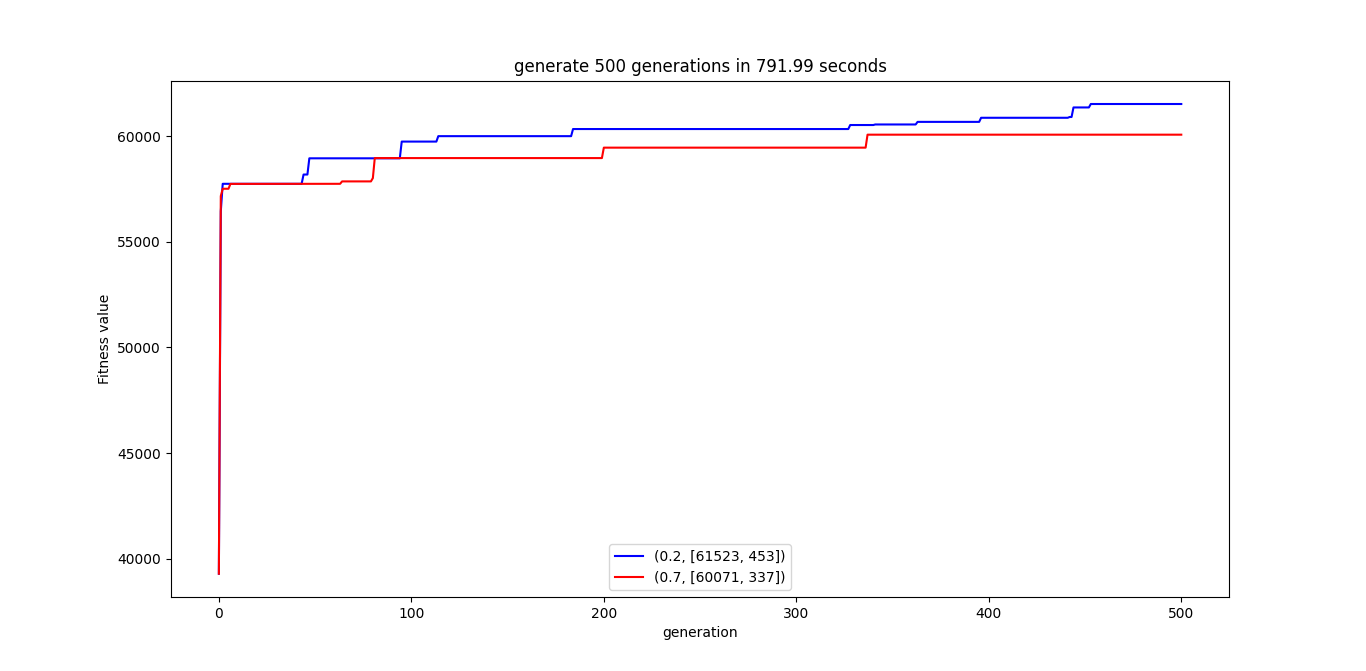 generate 500 generations in 791.99 seconds
60000
55000
50000
45000
40000
Fitness value
(0.2, [61523, 453])
(0.7, [60071, 337])
0 100 200 300 400 500
generation